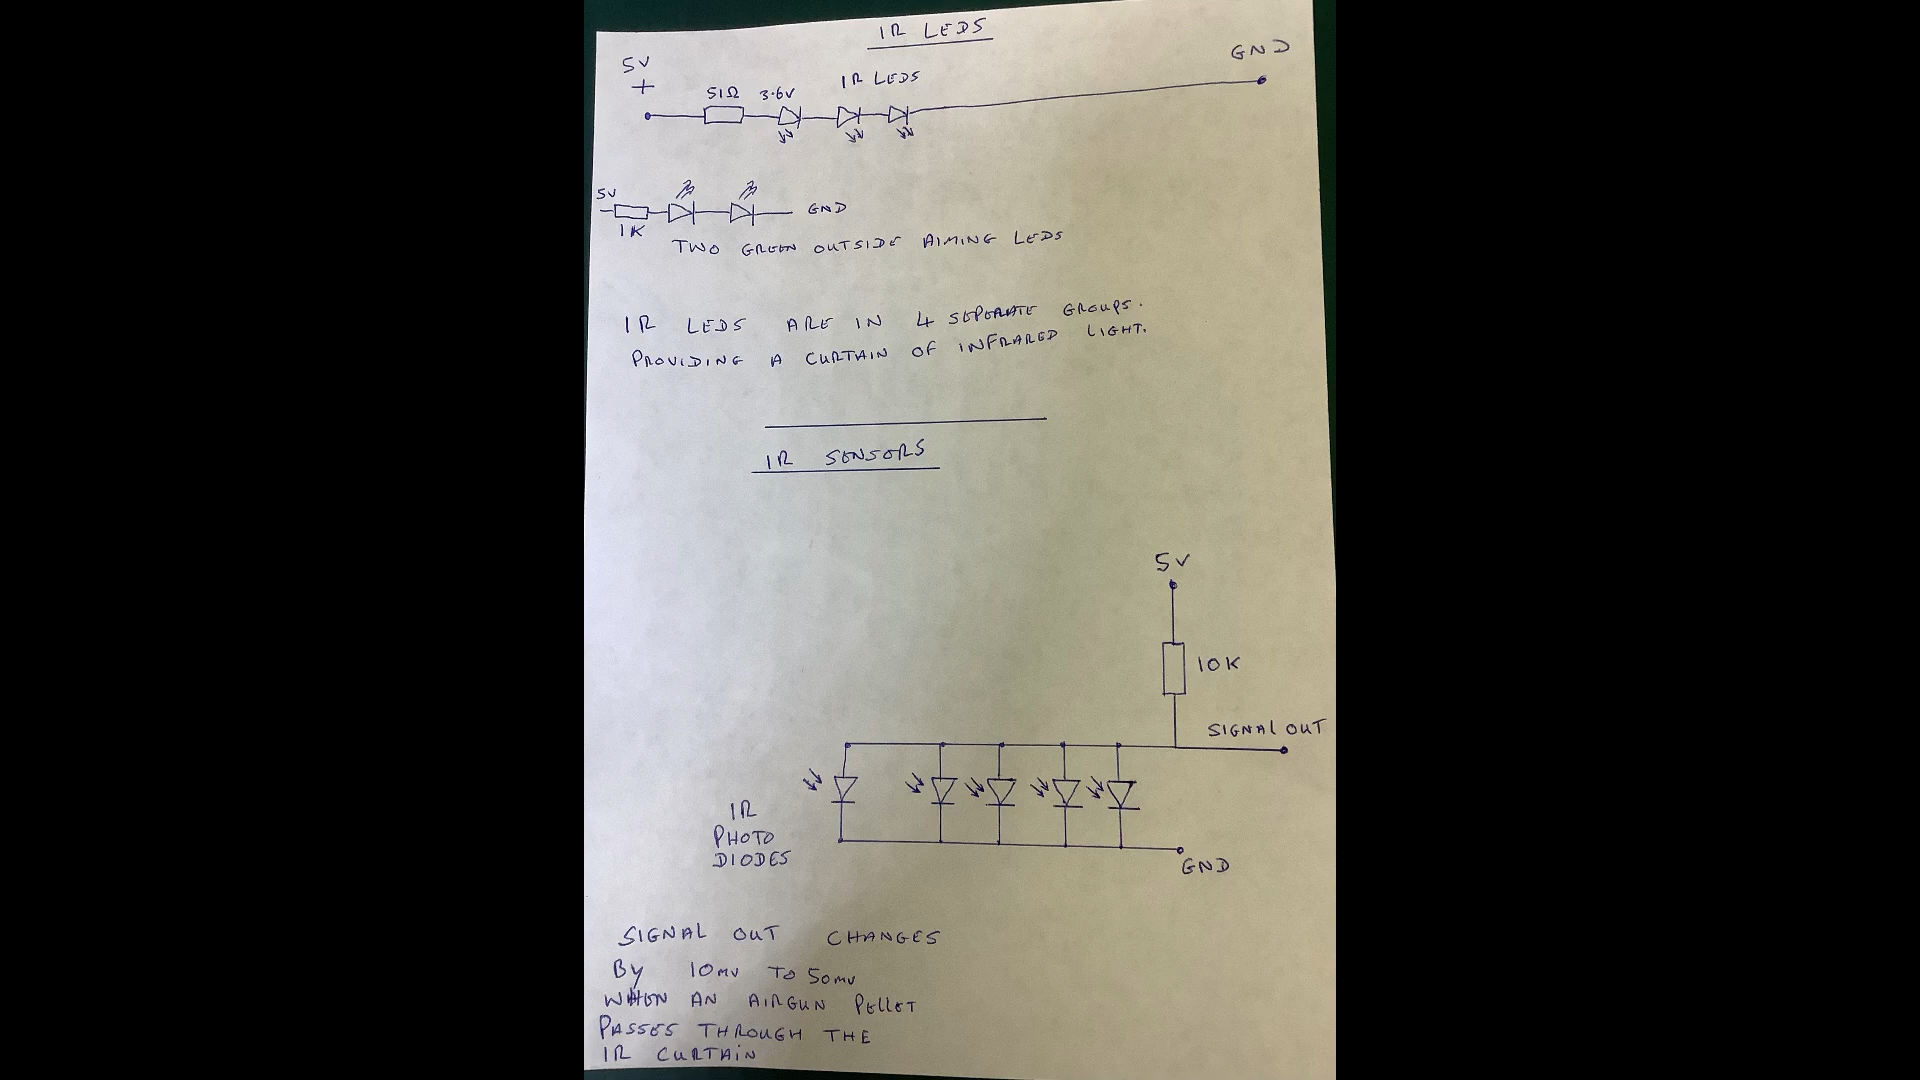 IR LEDS
5V
+
GND
51Ω 3.6V
IR LEDS
5V
1K
GND
TWO GREEN OUTSIDE AIMING LEDS
IR LEDS ARE IN 4 SEPERATE GROUPS.
PROVIDING A CURTAIN OF INFRARED LIGHT.
IR SENSORS
5V
10K
SIGNAL OUT
IR
PHOTO
DIODES
GND
SIGNAL OUT CHANGES
BY 10mV TO 50mV
WHEN AN AIRGUN PELLET
PASSES THROUGH THE
IR CURTAIN